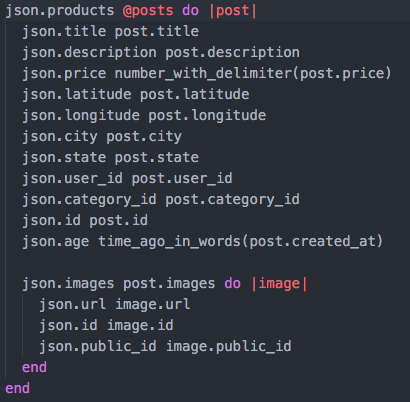 json.products @posts do |post|
json.title post.title
json.description post.description
json.price number_with_delimiter(post.price)
json.latitude post.latitude
json.longitude post.longitude
json.city post.city
json.state post.state
json.user_id post.user_id
json.category_id post.category_id
json.id post.id
json.age time_ago_in_words(post.created_at)
json.images post.images do |image|
json.url image.url
json.id image.id
json.public_id image.public_id
end
end